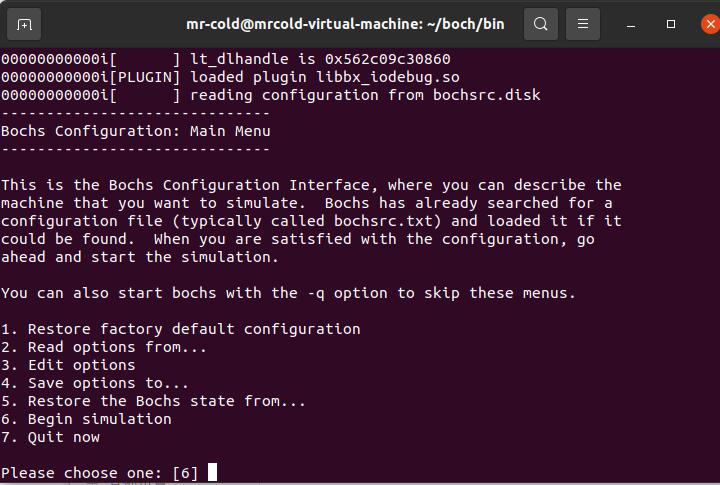 mr-cold@mrcold-virtual-machine: ~/boch/bin
00000000000i[      ] lt_dlhandle is 0x562c09c30860
00000000000i[PLUGIN] loaded plugin libbx_iodebug.so
00000000000i[      ] reading configuration from bochsrc.disk
------------------------------
Bochs Configuration: Main Menu
------------------------------
This is the Bochs Configuration Interface, where you can describe the
machine that you want to simulate.  Bochs has already searched for a
configuration file (typically called bochsrc.txt) and loaded it if it
could be found.  When you are satisfied with the configuration, go
ahead and start the simulation.
You can also start bochs with the -q option to skip these menus.
1. Restore factory default configuration
2. Read options from...
3. Edit options
4. Save options to...
5. Restore the Bochs state from...
6. Begin simulation
7. Quit now
Please choose one: [6]